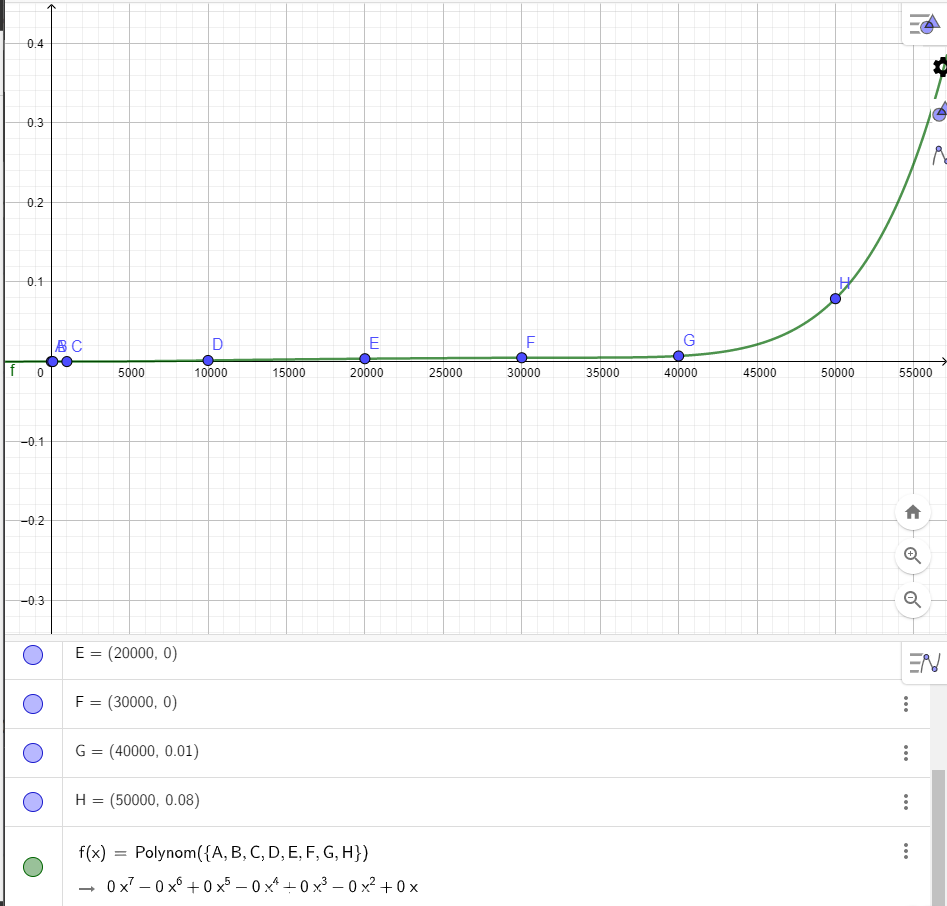 0.4
0.3
0.2
0.1
A B C D E F G H
f
0 5000 10000 15000 20000 25000 30000 35000 40000 45000 50000 55000
−0.1
−0.2
−0.3
E = (20000, 0)
F = (30000, 0)
G = (40000, 0.01)
H = (50000, 0.08)
f(x) = Polynom({A, B, C, D, E, F, G, H})
→ 0 x⁷ − 0 x⁶ + 0 x⁵ − 0 x⁴ + 0 x³ − 0 x² + 0 x